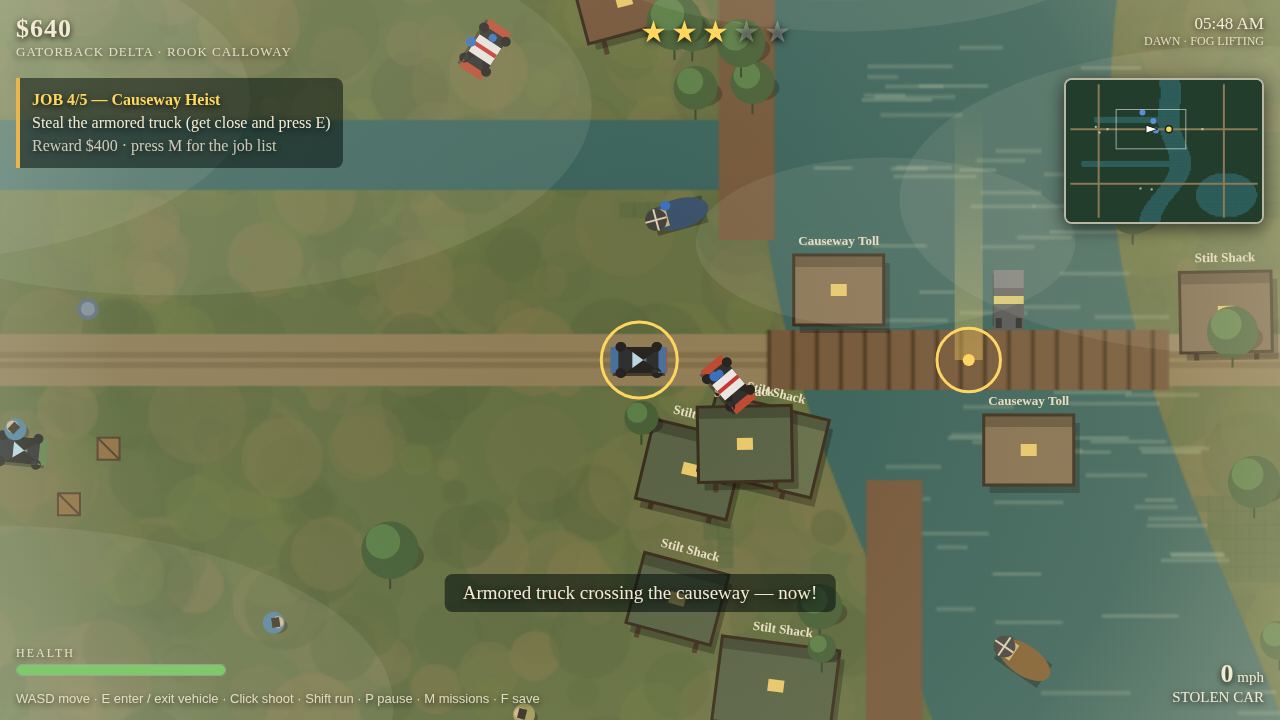 $640
GATORBACK DELTA · ROOK CALLOWAY
JOB 4/5 — Causeway Heist
Steal the armored truck (get close and press E)
Reward $400 · press M for the job list
05:48 AM
DAWN · FOG LIFTING
Causeway Toll
Stilt Shack
Stilt Shack
Causeway Toll
Stilt Shack
Armored truck crossing the causeway — now!
Stilt Shack
HEALTH
WASD move · E enter / exit vehicle · Click shoot · Shift run · P pause · M missions · F save
0 mph
STOLEN CAR